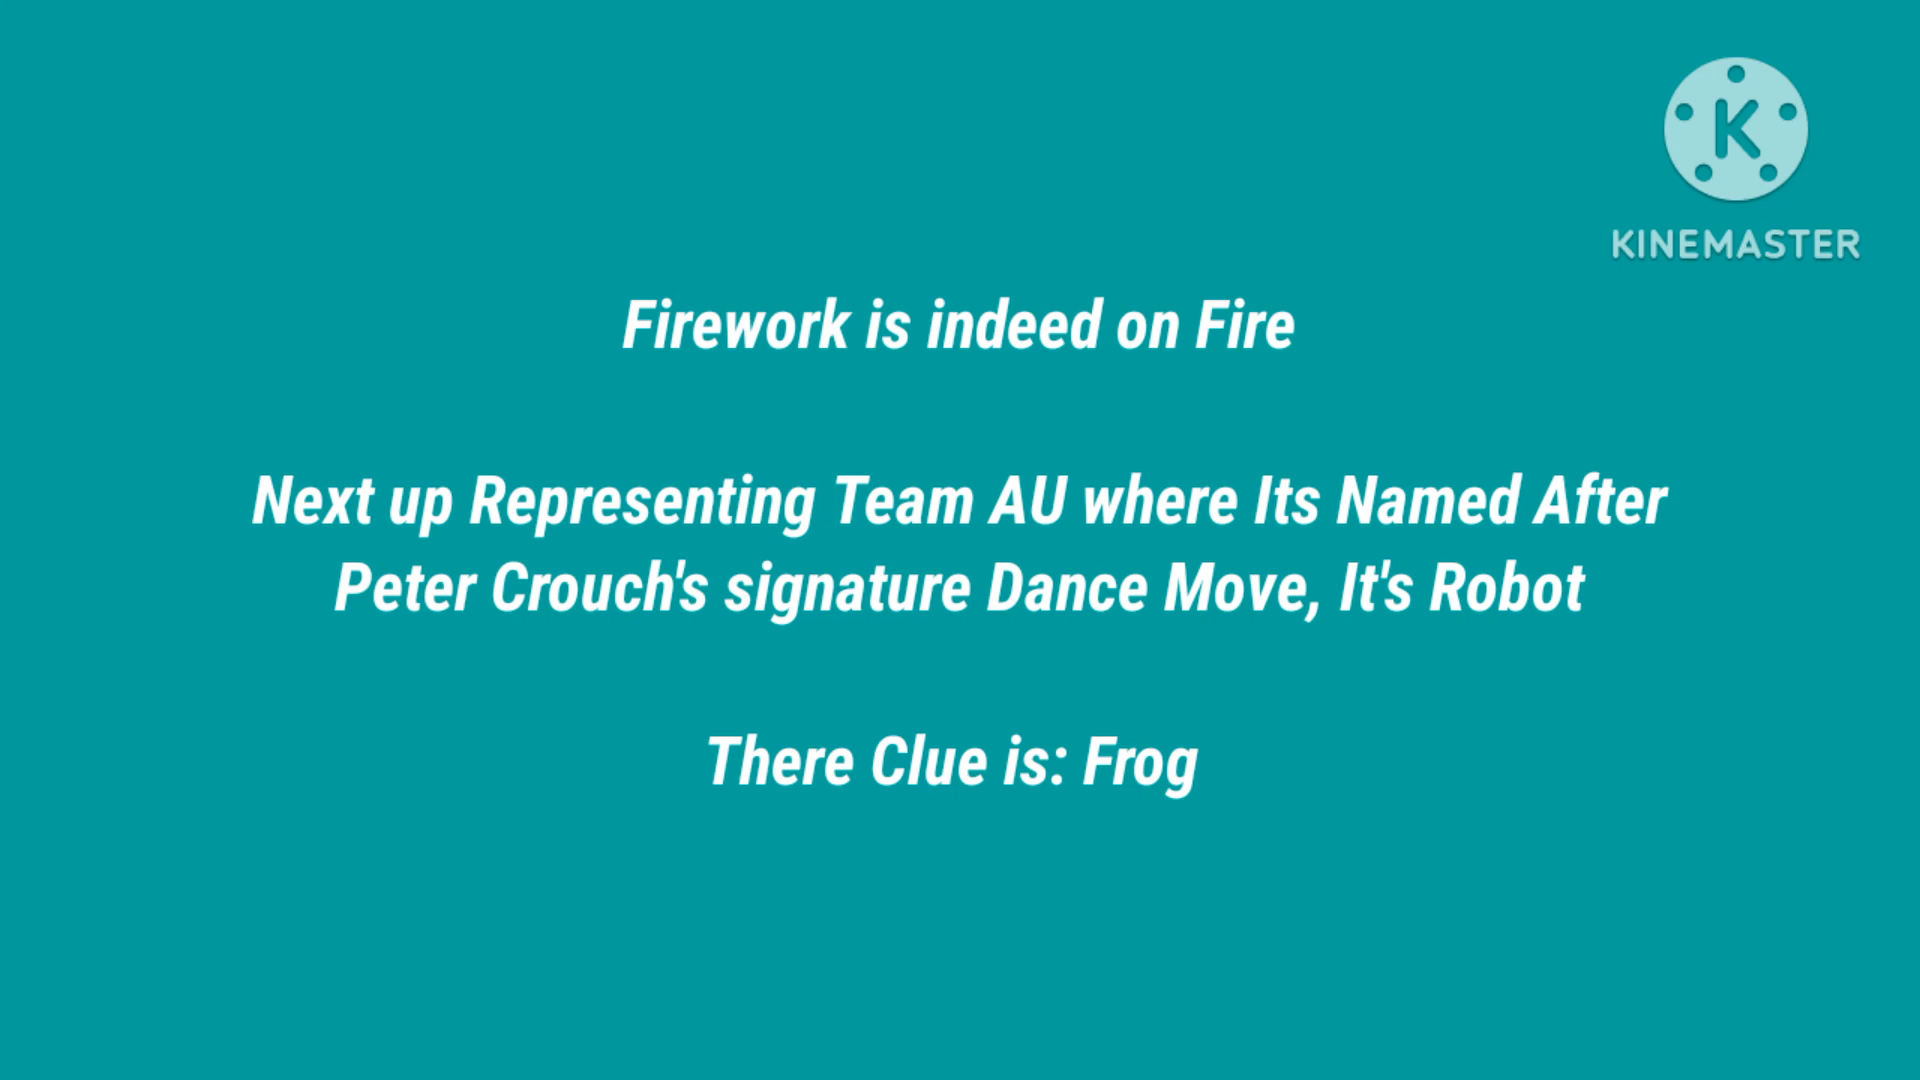 K
KINEMASTER
Firework is indeed on Fire
Next up Representing Team AU where Its Named After
Peter Crouch's signature Dance Move, It's Robot
There Clue is: Frog